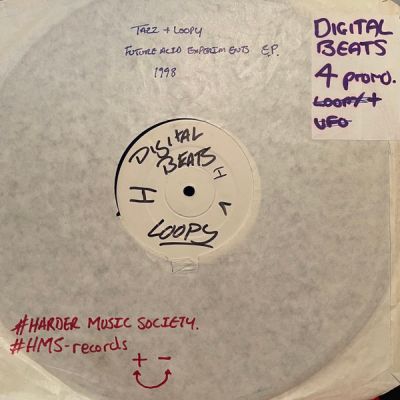 TAZZ + LOOPY
FUTURE ACID EXPERIMENTS E.P.
1998
DIGITAL
BEATS
4 promo.
LOOPY +
UFO
DIGITAL
BEATS
H
H
LOOPY
#HARDER MUSIC SOCIETY.
#HMS-records
+ -